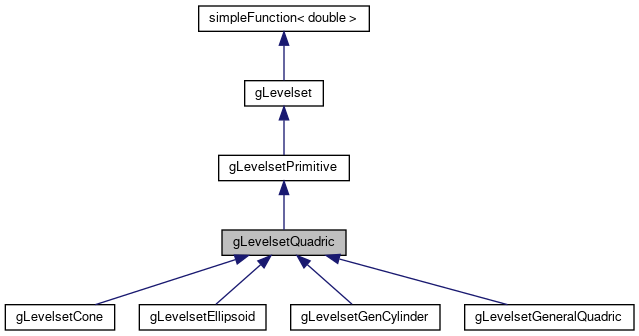 simpleFunction< double >
gLevelset
gLevelsetPrimitive
gLevelsetQuadric
gLevelsetCone
gLevelsetEllipsoid
gLevelsetGenCylinder
gLevelsetGeneralQuadric